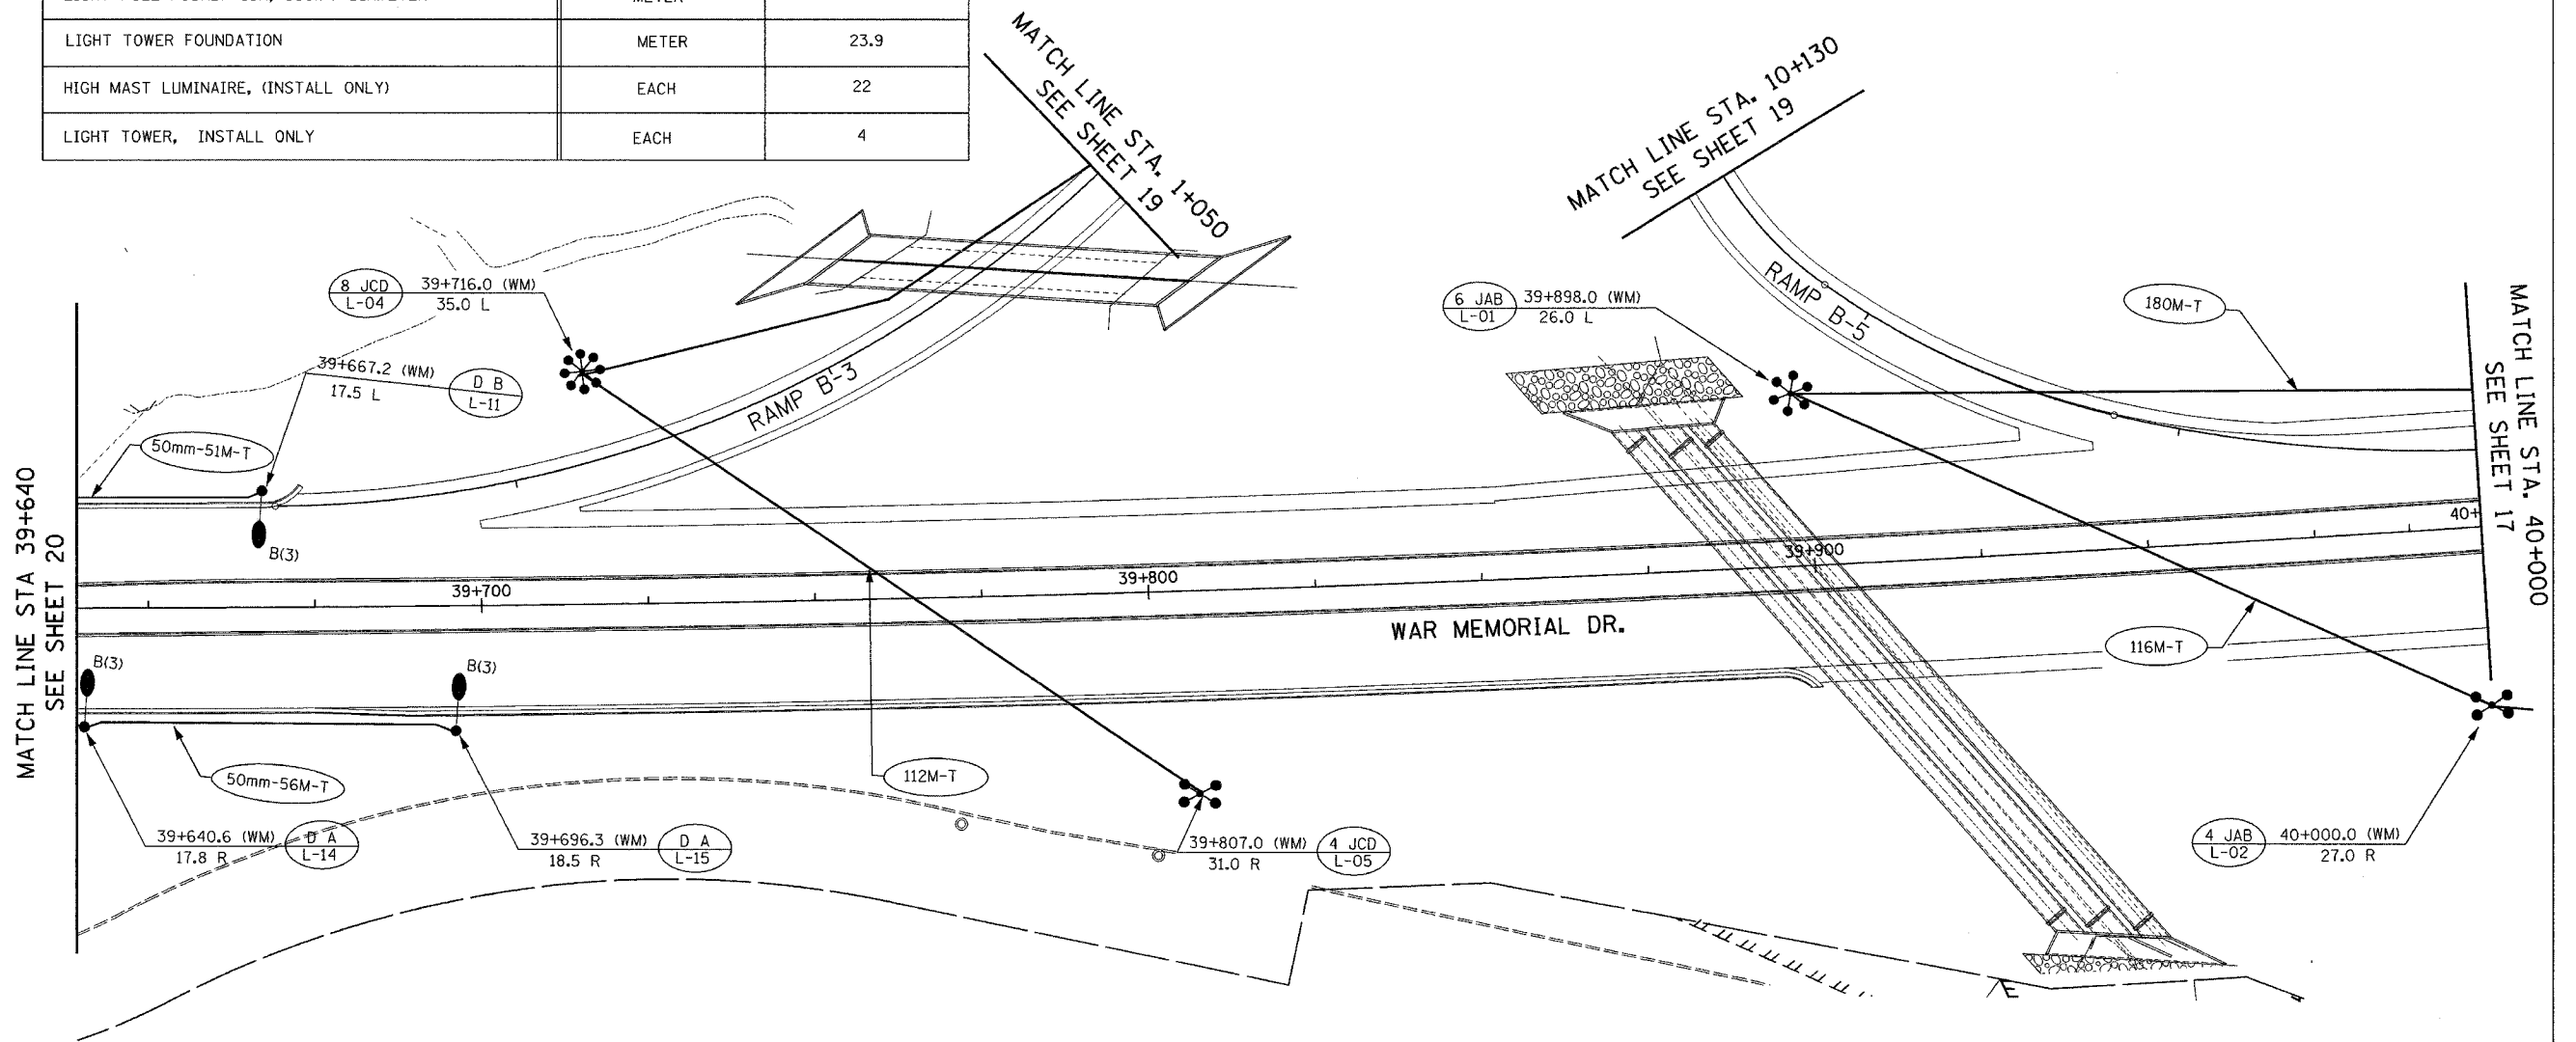 METER
LIGHT TOWER FOUNDATION METER 23.9
HIGH MAST LUMINAIRE, (INSTALL ONLY) EACH 22
LIGHT TOWER, INSTALL ONLY EACH 4
MATCH LINE STA. 1+050
SEE SHEET 19
MATCH LINE STA. 10+130
SEE SHEET 19
8 JCD
L-04
39+716.0 (WM)
35.0 L
39+667.2 (WM)
17.5 L
D B
L-11
50mm-51M-T
B(3)
RAMP B-3
6 JAB
L-01
39+898.0 (WM)
26.0 L
RAMP B-5
180M-T
MATCH LINE STA. 40+000
SEE SHEET 17
MATCH LINE STA 39+640
SEE SHEET 20
39+700
39+800
39+900
40+
WAR MEMORIAL DR.
B(3)
B(3)
50mm-56M-T
112M-T
116M-T
39+640.6 (WM)
17.8 R
D A
L-14
39+696.3 (WM)
18.5 R
D A
L-15
39+807.0 (WM)
31.0 R
4 JCD
L-05
4 JAB
L-02
40+000.0 (WM)
27.0 R